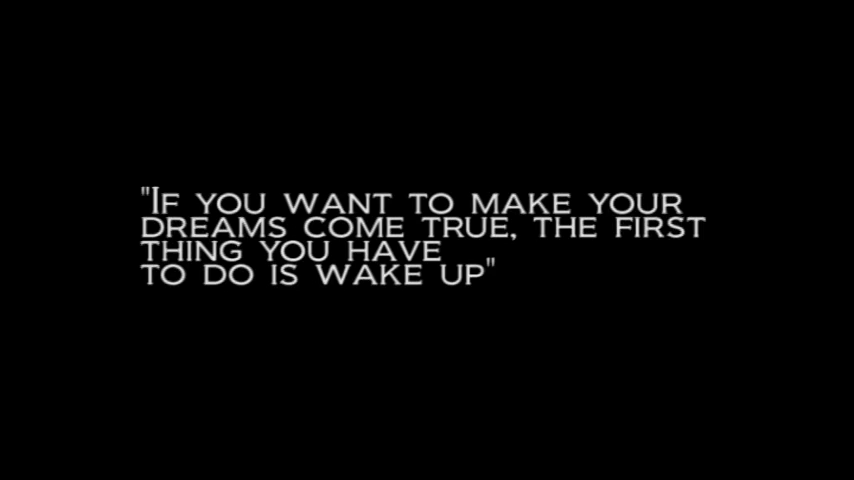 "If you want to make your
dreams come true, the first
thing you have
to do is wake up"